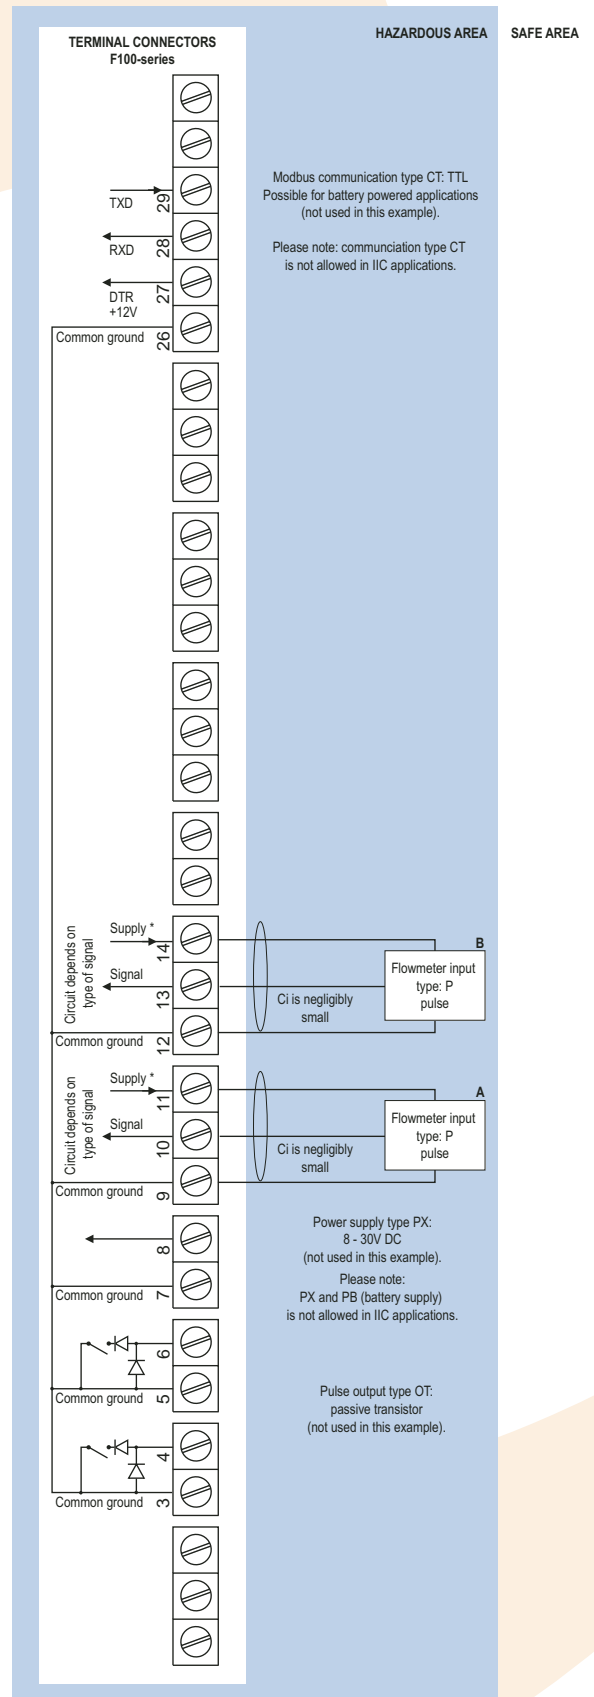 HAZARDOUS AREA
SAFE AREA
TERMINAL CONNECTORS
F100-series
Modbus communication type CT: TTL
Possible for battery powered applications
(not used in this example).
Please note: communciation type CT
is not allowed in IIC applications.
TXD
29
RXD
28
DTR
+12V
27
Common ground
26
Circuit depends on
type of signal
Supply *
14
Signal
13
Common ground
12
Ci is negligibly
small
B
Flowmeter input
type: P
pulse
Circuit depends on
type of signal
Supply *
11
Signal
10
Common ground
9
Ci is negligibly
small
A
Flowmeter input
type: P
pulse
Power supply type PX:
8 - 30V DC
(not used in this example).
Please note:
PX and PB (battery supply)
is not allowed in IIC applications.
8
Common ground
7
6
Common ground
5
Pulse output type OT:
passive transistor
(not used in this example).
4
Common ground
3